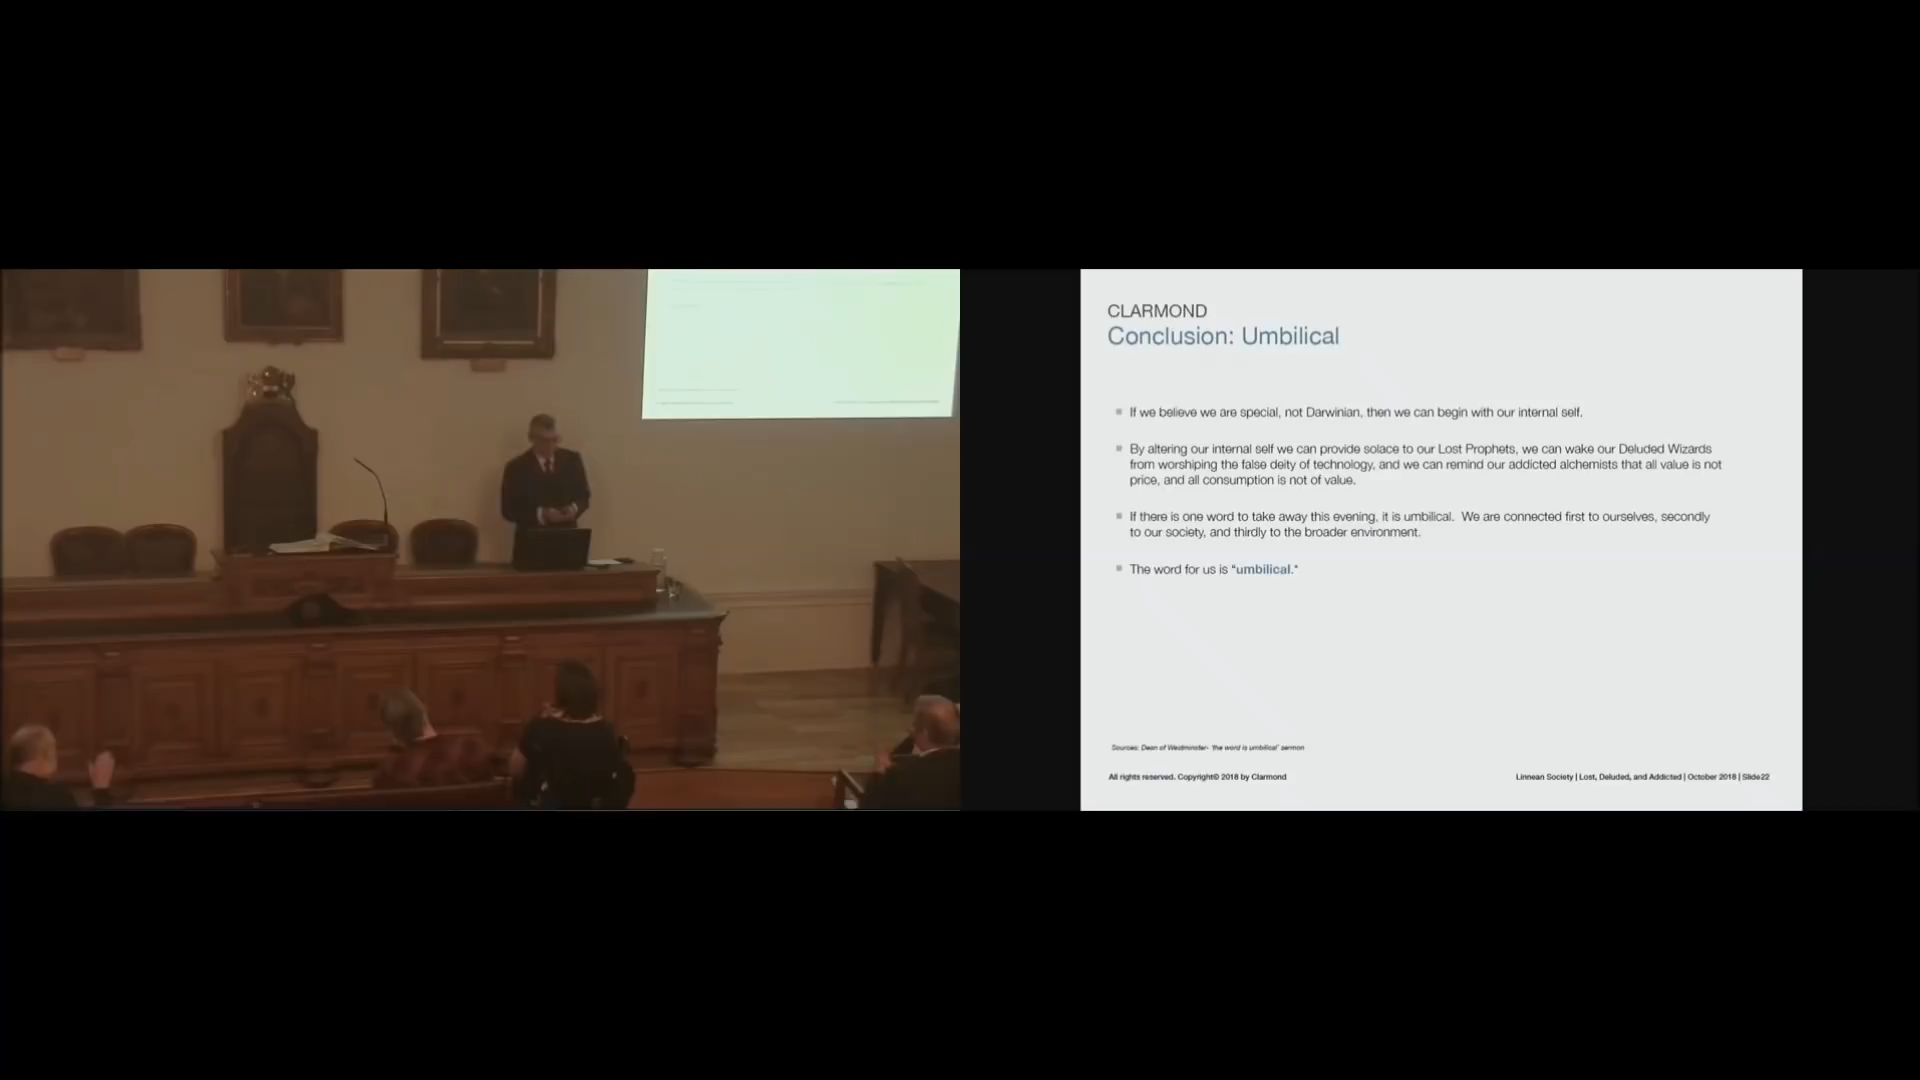 CLARMOND
Conclusion: Umbilical
If we believe we are special, not Darwinian, then we can begin with our internal self.
By altering our internal self we can provide solace to our Lost Prophets, we can wake our Deluded Wizards
from worshiping the false deity of technology, and we can remind our addicted alchemists that all value is not
price, and all consumption is not of value.
If there is one word to take away this evening, it is umbilical. We are connected first to ourselves, secondly
to our society, and thirdly to the broader environment.
The word for us is "umbilical."
Sources: Dean of Westminster- 'the word is umbilical' sermon
All rights reserved. Copyright© 2018 by Clarmond
Linnean Society | Lost, Deluded, and Addicted | October 2018 | Slide22